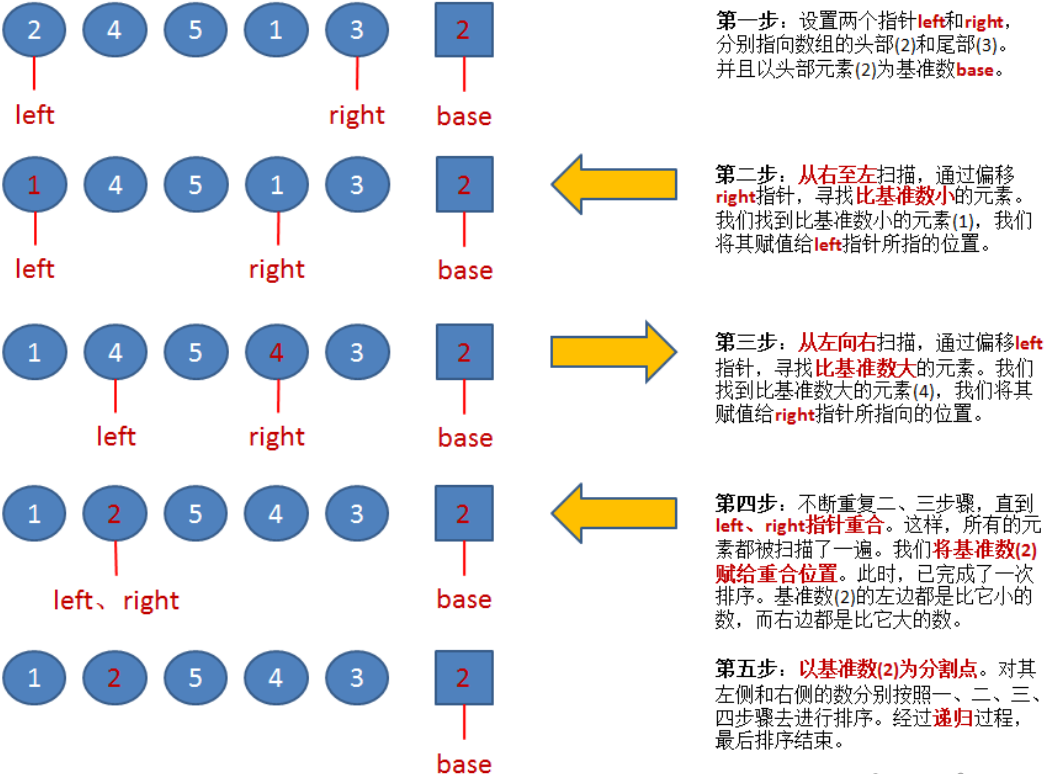 2 4 5 1 3 2
left right base
第一步：设置两个指针left和right，
分别指向数组的头部(2)和尾部(3)。
并且以头部元素(2)为基准数base。
1 4 5 1 3 2
left right base
第二步：从右至左扫描，通过偏移
right指针，寻找比基准数小的元素。
我们找到比基准数小的元素(1)，我们
将其赋值给left指针所指的位置。
1 4 5 4 3 2
left right base
第三步：从左向右扫描，通过偏移left
指针，寻找比基准数大的元素。我们
找到比基准数大的元素(4)，我们将其
赋值给right指针所指向的位置。
1 2 5 4 3 2
left、right base
第四步：不断重复二、三步骤，直到
left、right指针重合。这样，所有的元
素都被扫描了一遍。我们将基准数(2)
赋给重合位置。此时，已完成了一次
排序。基准数(2)的左边都是比它小的
数，而右边都是比它大的数。
1 2 5 4 3 2
base
第五步：以基准数(2)为分割点。对其
左侧和右侧的数分别按照一、二、三、
四步骤去进行排序。经过递归过程，
最后排序结束。